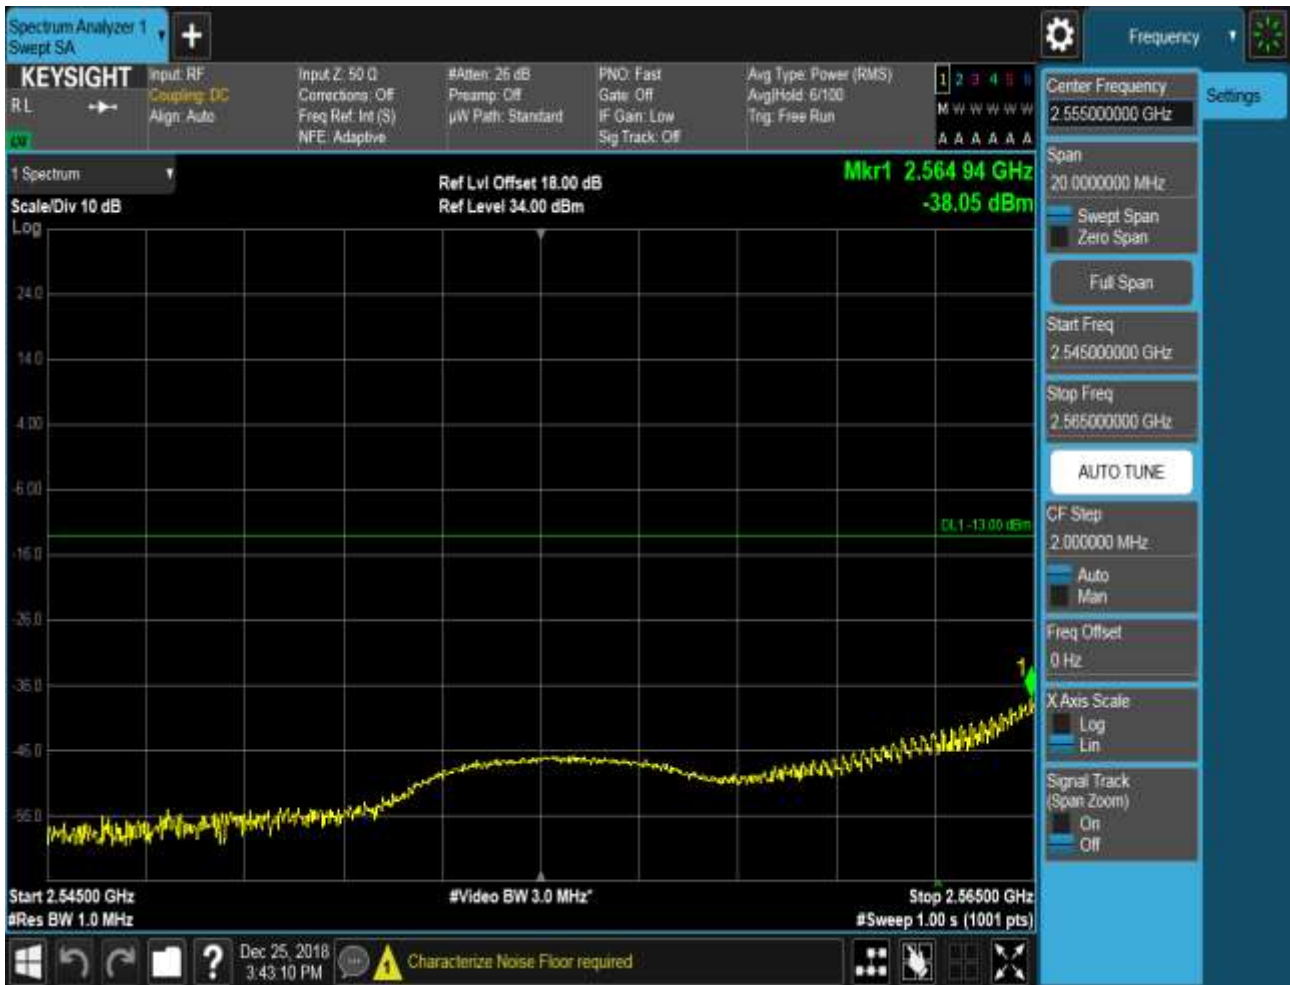 Spectrum Analyzer 1
Swept SA
Frequency
KEYSIGHT
R L
Input: RF
Coupling: DC
Align: Auto
Input Z: 50 Ω
Corrections: Off
Freq Ref: Int (S)
NFE: Adaptive
#Atten: 26 dB
Preamp: Off
µW Path: Standard
PNO: Fast
Gate: Off
IF Gain: Low
Sig Track: Off
Avg Type: Power (RMS)
Avg|Hold: 6/100
Trig: Free Run
1 2 3 4 5 6
M W W W W W
A A A A A A
1 Spectrum
Scale/Div 10 dB
Log
Ref Lvl Offset 18.00 dB
Ref Level 34.00 dBm
Mkr1 2.564 94 GHz
-38.05 dBm
24.0
14.0
4.00
-6.00
-16.0
-26.0
-36.0
-46.0
-56.0
DL1 -13.00 dBm
1
Start 2.54500 GHz
#Res BW 1.0 MHz
#Video BW 3.0 MHz*
Stop 2.56500 GHz
#Sweep 1.00 s (1001 pts)
Center Frequency
2.555000000 GHz
Settings
Span
20.0000000 MHz
Swept Span
Zero Span
Full Span
Start Freq
2.545000000 GHz
Stop Freq
2.565000000 GHz
AUTO TUNE
CF Step
2.000000 MHz
Auto
Man
Freq Offset
0 Hz
X Axis Scale
Log
Lin
Signal Track
(Span Zoom)
On
Off
?
Dec 25, 2018
3:43:10 PM
1
Characterize Noise Floor required